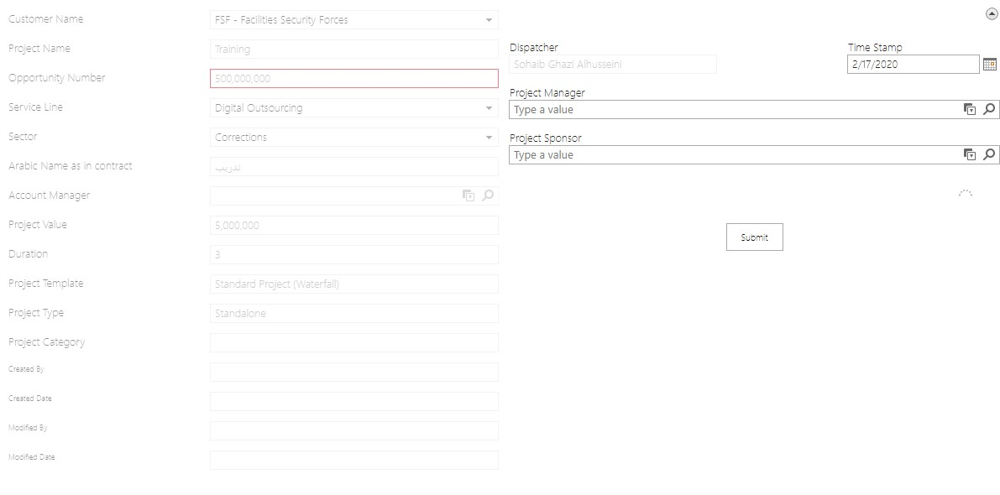 Customer Name FSF - Facilities Security Forces
Project Name Training
Opportunity Number 500,000,000
Service Line Digital Outsourcing
Sector Corrections
Arabic Name as in contract تدريب
Account Manager
Project Value 5,000,000
Duration 3
Project Template Standard Project (Waterfall)
Project Type Standalone
Project Category
Created By
Created Date
Modified By
Modified Date
Dispatcher Time Stamp
Sohaib Ghazi Alhusseini 2/17/2020
Project Manager
Type a value
Project Sponsor
Type a value
Submit